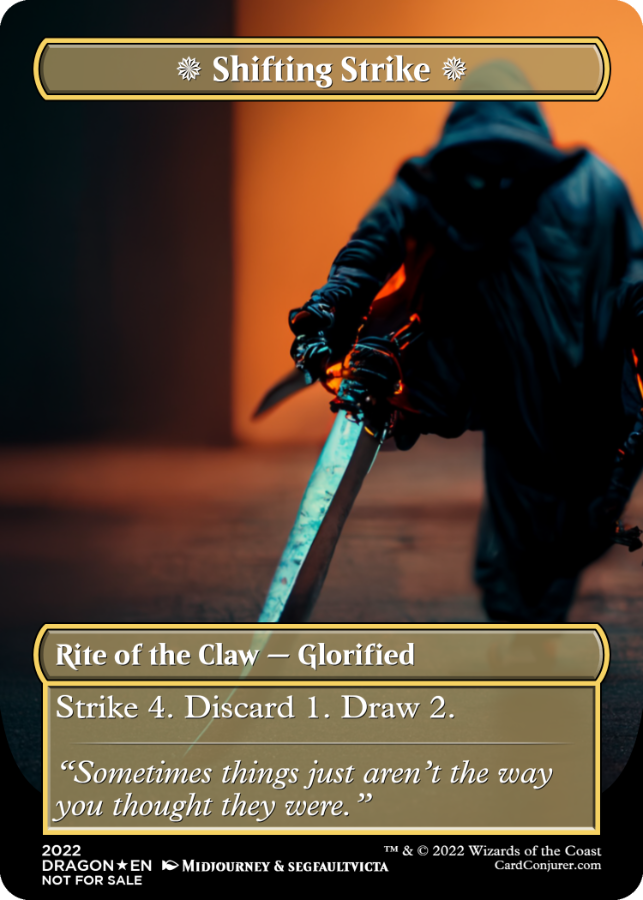 Shifting Strike
Rite of the Claw — Glorified
Strike 4. Discard 1. Draw 2.
“Sometimes things just aren’t the way
you thought they were.”
2022
DRAGON★EN Midjourney & segfaultvicta
NOT FOR SALE
™ & © 2022 Wizards of the Coast
CardConjurer.com